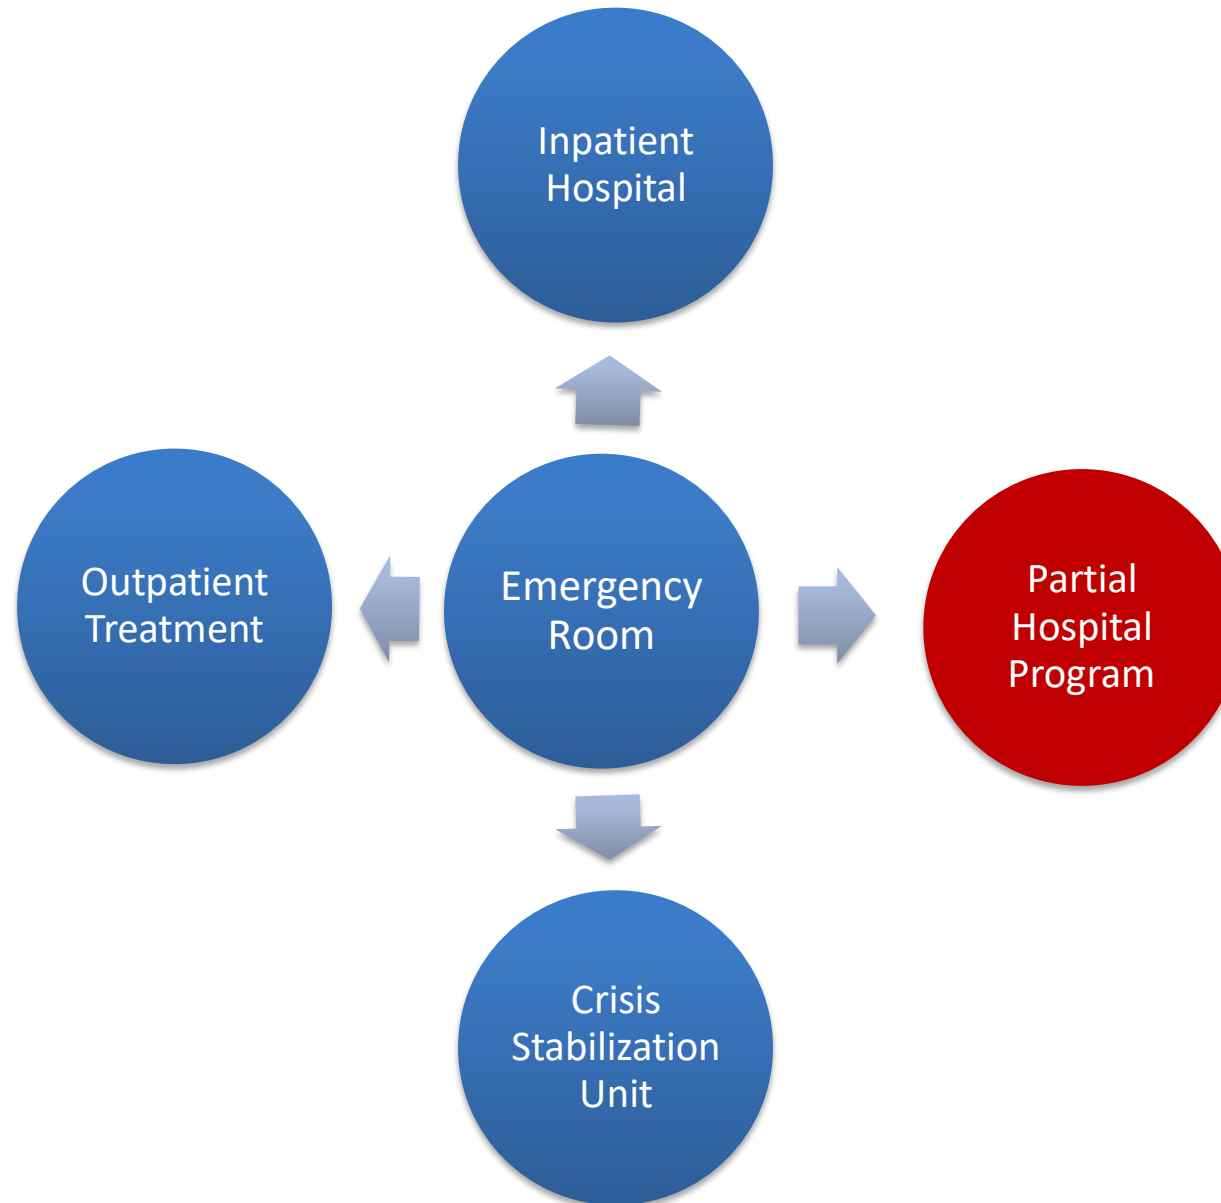 Inpatient
Hospital
Outpatient
Treatment
Emergency
Room
Partial
Hospital
Program
Crisis
Stabilization
Unit